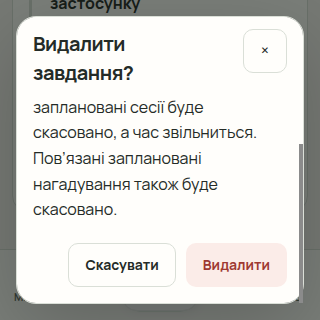 застосунку
Видалити
завдання?
×
заплановані сесії буде
скасовано, а час звільниться.
Пов’язані заплановані
нагадування також буде
скасовано.
Скасувати
Видалити